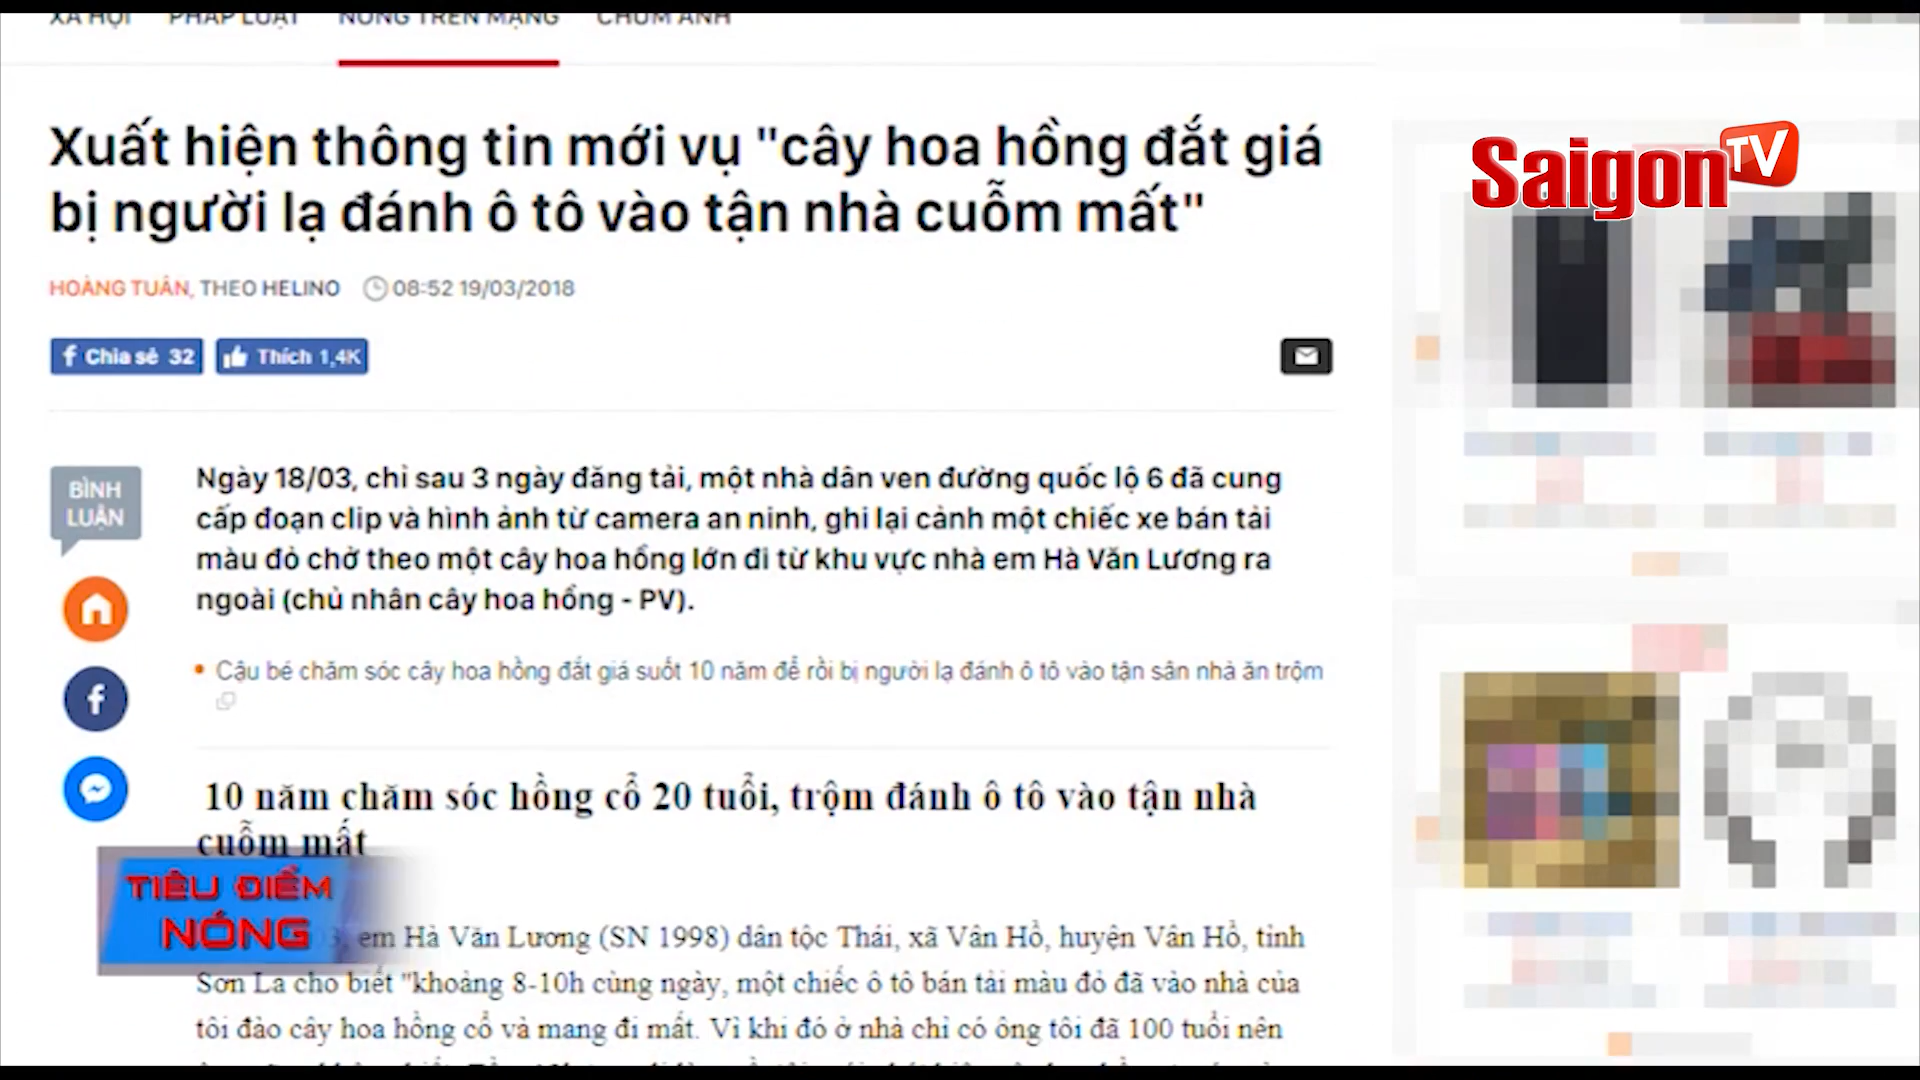 XÃ HỘI PHÁP LUẬT NÓNG TRÊN MẠNG CHÙM ẢNH
Saigon TV
Xuất hiện thông tin mới vụ "cây hoa hồng đắt giá
bị người lạ đánh ô tô vào tận nhà cuỗm mất"
HOÀNG TUÂN, THEO HELINO 08:52 19/03/2018
Chia sẻ 32 Thích 1,4K
BÌNH
LUẬN
Ngày 18/03, chỉ sau 3 ngày đăng tải, một nhà dân ven đường quốc lộ 6 đã cung
cấp đoạn clip và hình ảnh từ camera an ninh, ghi lại cảnh một chiếc xe bán tải
màu đỏ chở theo một cây hoa hồng lớn đi từ khu vực nhà em Hà Văn Lương ra
ngoài (chủ nhân cây hoa hồng - PV).
Cậu bé chăm sóc cây hoa hồng đắt giá suốt 10 năm để rồi bị người lạ đánh ô tô vào tận sân nhà ăn trộm
10 năm chăm sóc hồng cổ 20 tuổi, trộm đánh ô tô vào tận nhà
cuỗm mất
TIÊU ĐIỂM
NÓNG
em Hà Văn Lương (SN 1998) dân tộc Thái, xã Vân Hồ, huyện Vân Hồ, tỉnh
Sơn La cho biết "khoảng 8-10h cùng ngày, một chiếc ô tô bán tải màu đỏ đã vào nhà của
tôi đào cây hoa hồng cổ và mang đi mất. Vì khi đó ở nhà chỉ có ông tôi đã 100 tuổi nên